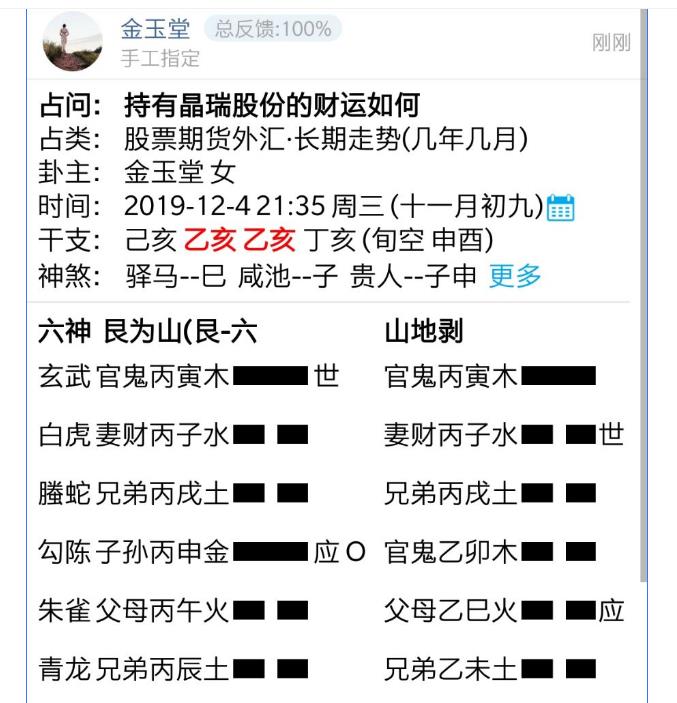 金玉堂 总反馈:100%
手工指定 刚刚
占问: 持有晶瑞股份的财运如何
占类: 股票期货外汇·长期走势(几年几月)
卦主: 金玉堂 女
时间: 2019-12-4 21:35 周三 (十一月初九)
干支: 己亥 乙亥 乙亥 丁亥 (旬空 申酉)
神煞: 驿马--巳 咸池--子 贵人--子申 更多
六神 艮为山(艮-六 山地剥
玄武 官鬼丙寅木 世 官鬼丙寅木
白虎 妻财丙子水 妻财丙子水 世
螣蛇 兄弟丙戌土 兄弟丙戌土
勾陈 子孙丙申金 应 O 官鬼乙卯木
朱雀 父母丙午火 父母乙巳火 应
青龙 兄弟丙辰土 兄弟乙未土